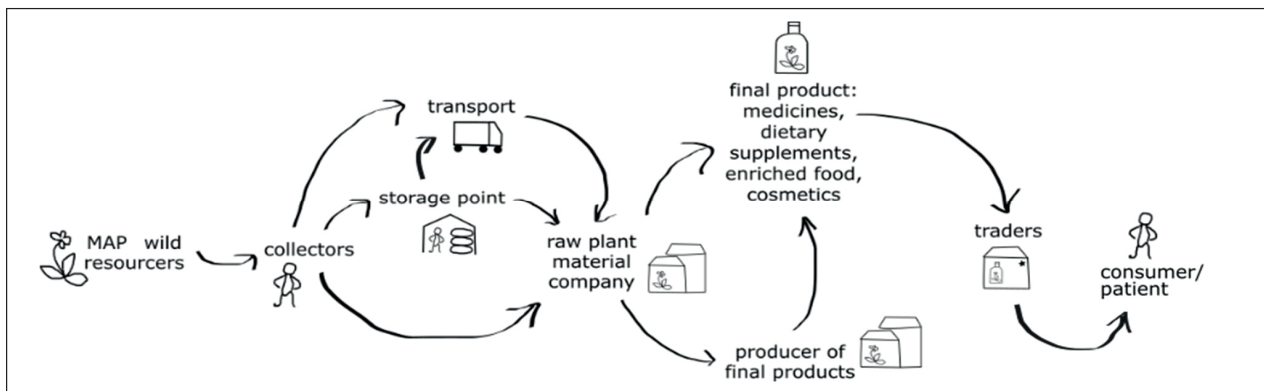 MAP wild
resourcers
collectors
transport
storage point
raw plant
material
company
final product:
medicines,
dietary
supplements,
enriched food,
cosmetics
producer of
final products
traders
consumer/
patient